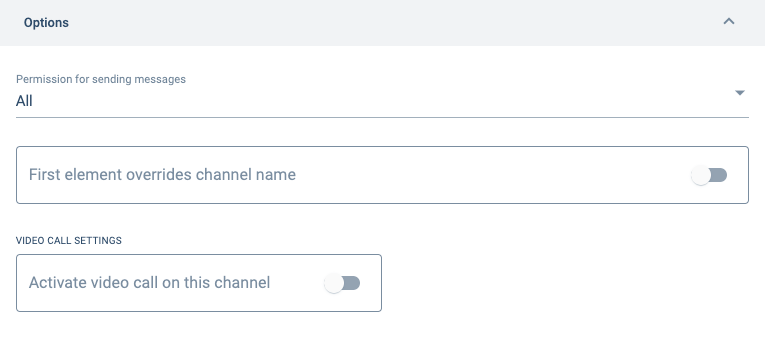 Options
Permission for sending messages
All
First element overrides channel name
VIDEO CALL SETTINGS
Activate video call on this channel